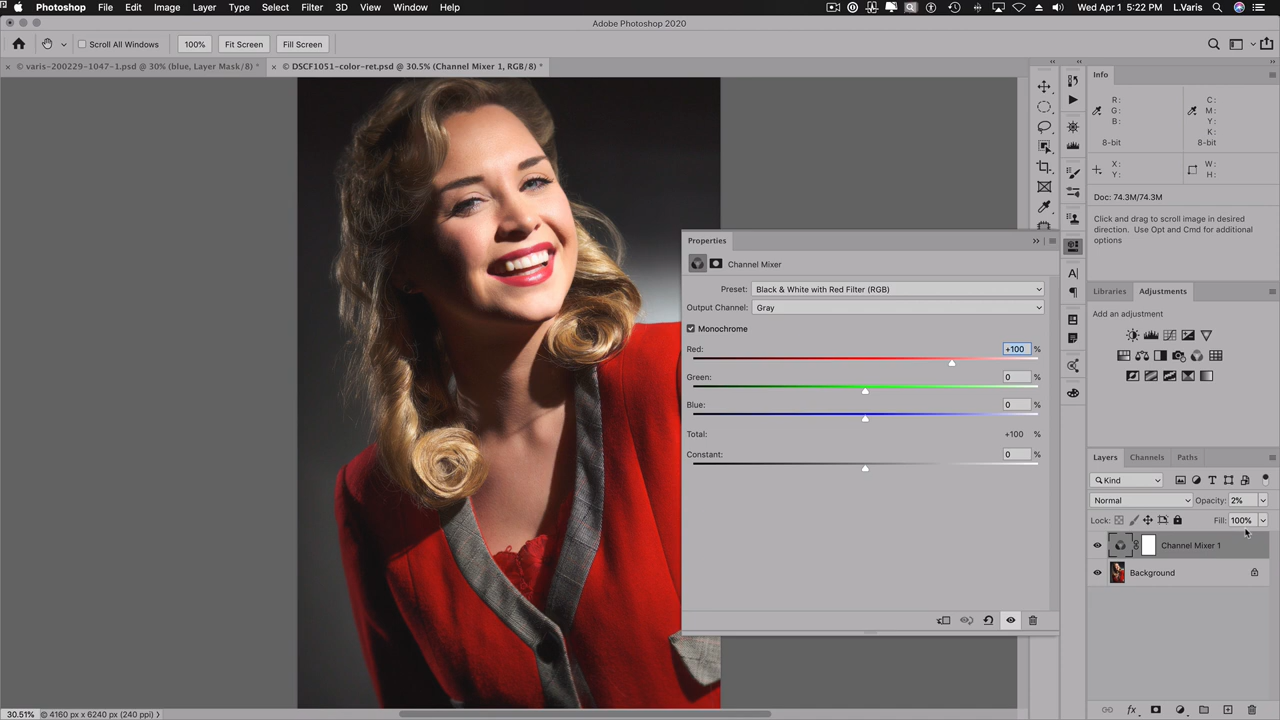 Photoshop File Edit Image Layer Type Select Filter 3D View Window Help Wed Apr 1 5:22 PM L.Varis
Adobe Photoshop 2020
Scroll All Windows 100% Fit Screen Fill Screen
× © varis-200229-1047-1.psd @ 30% (blue, Layer Mask/8) * × © DSCF1051-color-ret.psd @ 30.5% (Channel Mixer 1, RGB/8) *
Info
R: C:
G: M:
B: Y:
K:
8-bit 8-bit
X: W:
Y: H:
Doc: 74.3M/74.3M
Click and drag to scroll image in desired
direction. Use Opt and Cmd for additional
options
Properties
Channel Mixer
Preset: Black & White with Red Filter (RGB)
Output Channel: Gray
Monochrome
Red: +100 %
Green: 0 %
Blue: 0 %
Total: +100 %
Constant: 0 %
Libraries Adjustments
Add an adjustment
Layers Channels Paths
Kind
Normal Opacity: 2%
Lock: Fill: 100%
Channel Mixer 1
Background
30.51% © 4160 px x 6240 px (240 ppi)